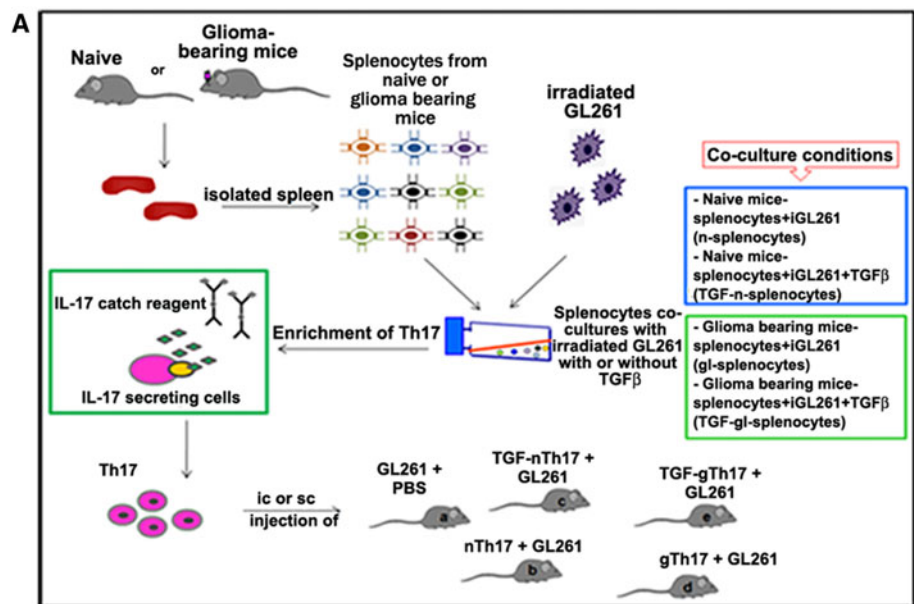 A
Naive
or
Glioma-
bearing mice
Splenocytes from
naive or
glioma bearing
mice
irradiated
GL261
isolated spleen
Co-culture conditions
- Naive mice-
splenocytes+iGL261
(n-splenocytes)
- Naive mice-
splenocytes+iGL261+TGFβ
(TGF-n-splenocytes)
- Glioma bearing mice-
splenocytes+iGL261
(gl-splenocytes)
- Glioma bearing mice-
splenocytes+iGL261+TGFβ
(TGF-gl-splenocytes)
Splenocytes co-
cultures with
irradiated GL261
with or without
TGFβ
Enrichment of Th17
IL-17 catch reagent
IL-17 secreting cells
Th17
ic or sc
injection of
GL261 +
PBS
a
TGF-nTh17 +
GL261
c
TGF-gTh17 +
GL261
e
nTh17 + GL261
b
gTh17 + GL261
d